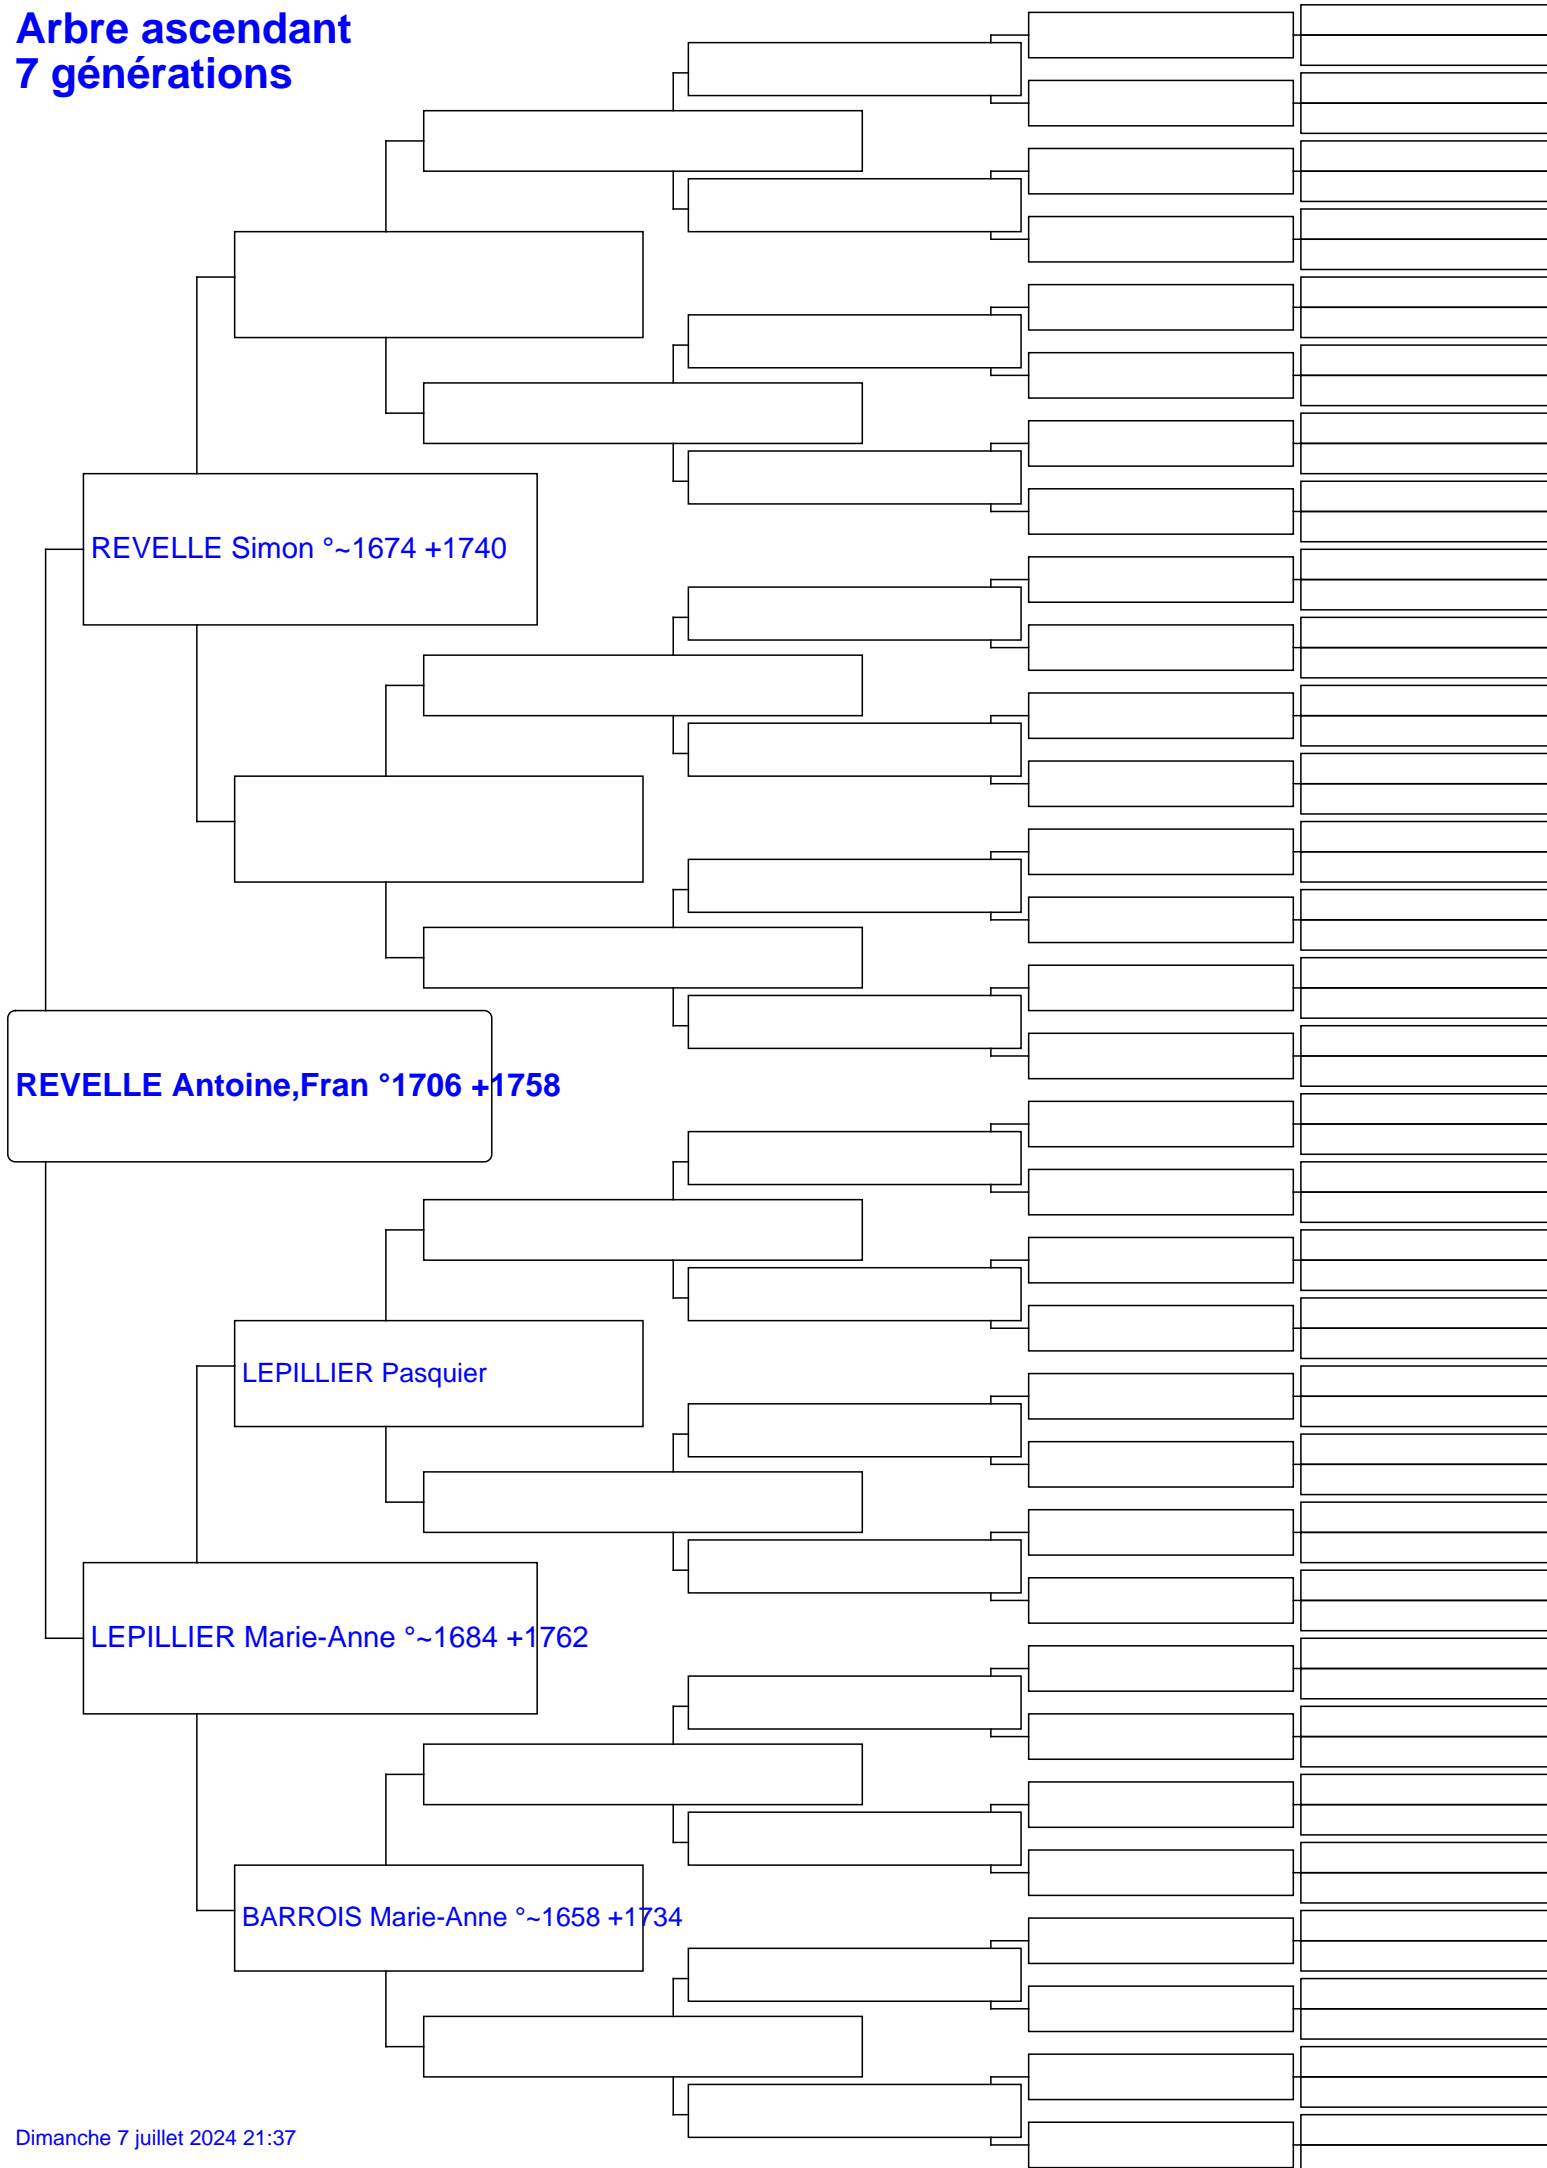 Arbre ascendant
7 générations
REVELLE Simon °~1674 +1740
REVELLE Antoine,Fran °1706 +1758
LEPILLIER Pasquier
LEPILLIER Marie-Anne °~1684 +1762
BARROIS Marie-Anne °~1658 +1734
Dimanche 7 juillet 2024 21:37